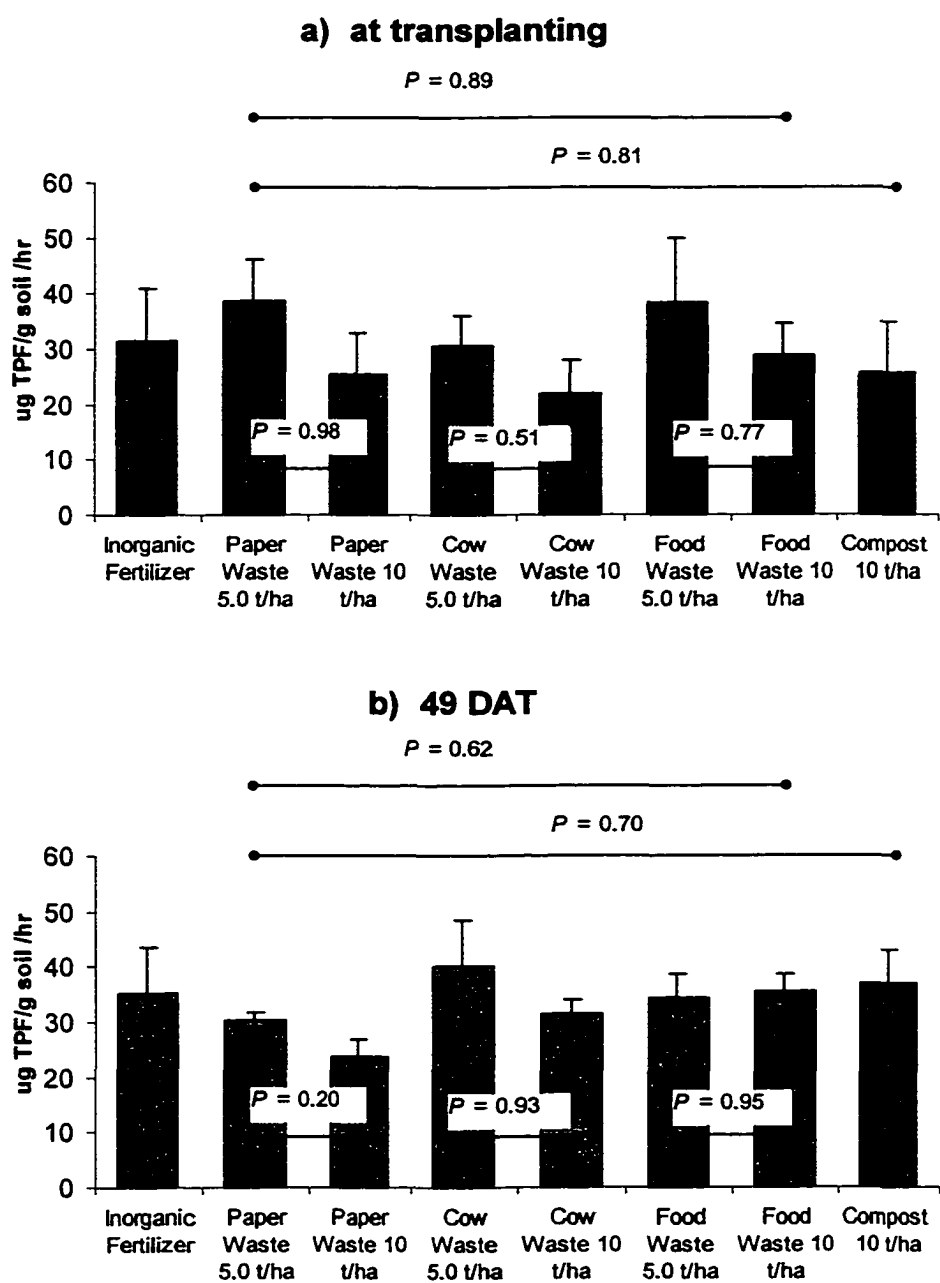 a) at transplanting
P = 0.89
P = 0.81
ug TPF/g soil /hr
60
50
40
30
20
10
0
P = 0.98
P = 0.51
P = 0.77
Inorganic Paper Paper Cow Cow Food Food Compost
Fertilizer Waste Waste 10 Waste Waste 10 Waste Waste 10 10 t/ha
5.0 t/ha t/ha 5.0 t/ha t/ha 5.0 t/ha t/ha
b) 49 DAT
P = 0.62
P = 0.70
ug TPF/g soil /hr
60
50
40
30
20
10
0
P = 0.20
P = 0.93
P = 0.95
Inorganic Paper Paper Cow Cow Food Food Compost
Fertilizer Waste Waste 10 Waste Waste 10 Waste Waste 10 10 t/ha
5.0 t/ha t/ha 5.0 t/ha t/ha 5.0 t/ha t/ha